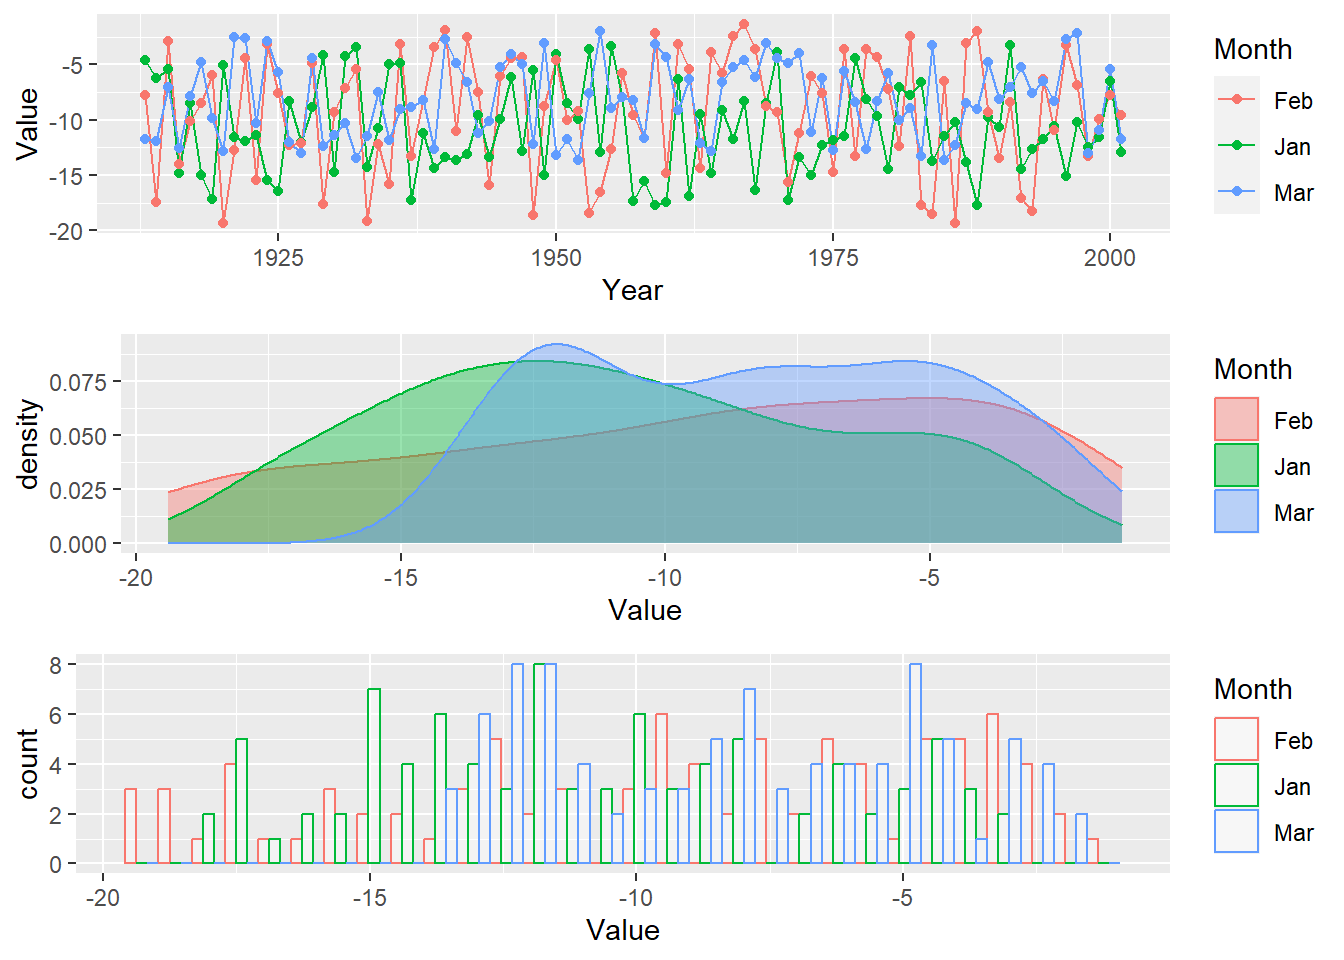 Value
-5
-10
-15
-20
1925 1950 1975 2000
Year
Month
Feb
Jan
Mar
density
0.075
0.050
0.025
0.000
-20 -15 -10 -5
Value
Month
Feb
Jan
Mar
count
8
6
4
2
0
-20 -15 -10 -5
Value
Month
Feb
Jan
Mar